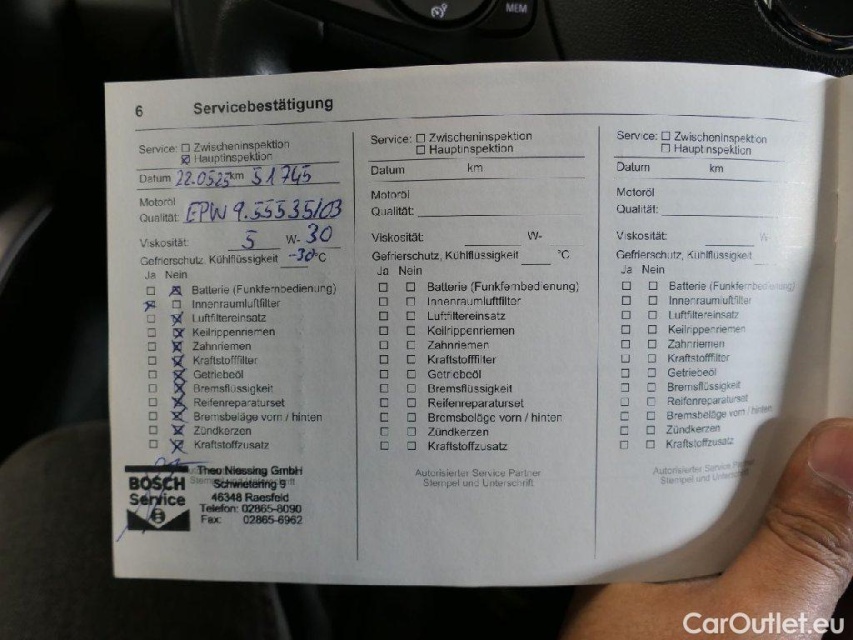 MEM
6 Servicebestätigung
Service: ☐ Zwischeninspektion
☒ Hauptinspektion
Datum 22.0525 km 51745
Motoröl
Qualität: EPW 9.55535/03
Viskosität: 5 W- 30
Gefrierschutz, Kühlflüssigkeit -30°C
Ja Nein
☐ ☒ Batterie (Funkfernbedienung)
☒ ☐ Innenraumluftfilter
☐ ☒ Luftfiltereinsatz
☐ ☒ Keilrippenriemen
☐ ☒ Zahnriemen
☐ ☒ Kraftstofffilter
☐ ☒ Getriebeöl
☐ ☒ Bremsflüssigkeit
☐ ☒ Reifenreparaturset
☐ ☒ Bremsbeläge vorn / hinten
☐ ☒ Zündkerzen
☐ ☒ Kraftstoffzusatz
BOSCH
Service
Theo Niessing GmbH
Schwietering 9
46348 Raesfeld
Telefon: 02865-8090
Fax: 02865-6962
Service: ☐ Zwischeninspektion
☐ Hauptinspektion
Datum km
Motoröl
Qualität:
Viskosität: W-
Gefrierschutz, Kühlflüssigkeit °C
Ja Nein
☐ ☐ Batterie (Funkfernbedienung)
☐ ☐ Innenraumluftfilter
☐ ☐ Luftfiltereinsatz
☐ ☐ Keilrippenriemen
☐ ☐ Zahnriemen
☐ ☐ Kraftstofffilter
☐ ☐ Getriebeöl
☐ ☐ Bremsflüssigkeit
☐ ☐ Reifenreparaturset
☐ ☐ Bremsbeläge vorn / hinten
☐ ☐ Zündkerzen
☐ ☐ Kraftstoffzusatz
Autorisierter Service Partner
Stempel und Unterschrift
Service: ☐ Zwischeninspektion
☐ Hauptinspektion
Datum km
Motoröl
Qualität:
Viskosität: W-
Gefrierschutz, Kühlflüssigkeit
Ja Nein
☐ ☐ Batterie (Funkfernbedienung)
☐ ☐ Innenraumluftfilter
☐ ☐ Luftfiltereinsatz
☐ ☐ Keilrippenriemen
☐ ☐ Zahnriemen
☐ ☐ Kraftstofffilter
☐ ☐ Getriebeöl
☐ ☐ Bremsflüssigkeit
☐ ☐ Reifenreparaturset
☐ ☐ Bremsbeläge vorn / hinten
☐ ☐ Zündkerzen
☐ ☐ Kraftstoffzusatz
Autorisierter Service Partner
Stempel und Unterschrift
CarOutlet.eu